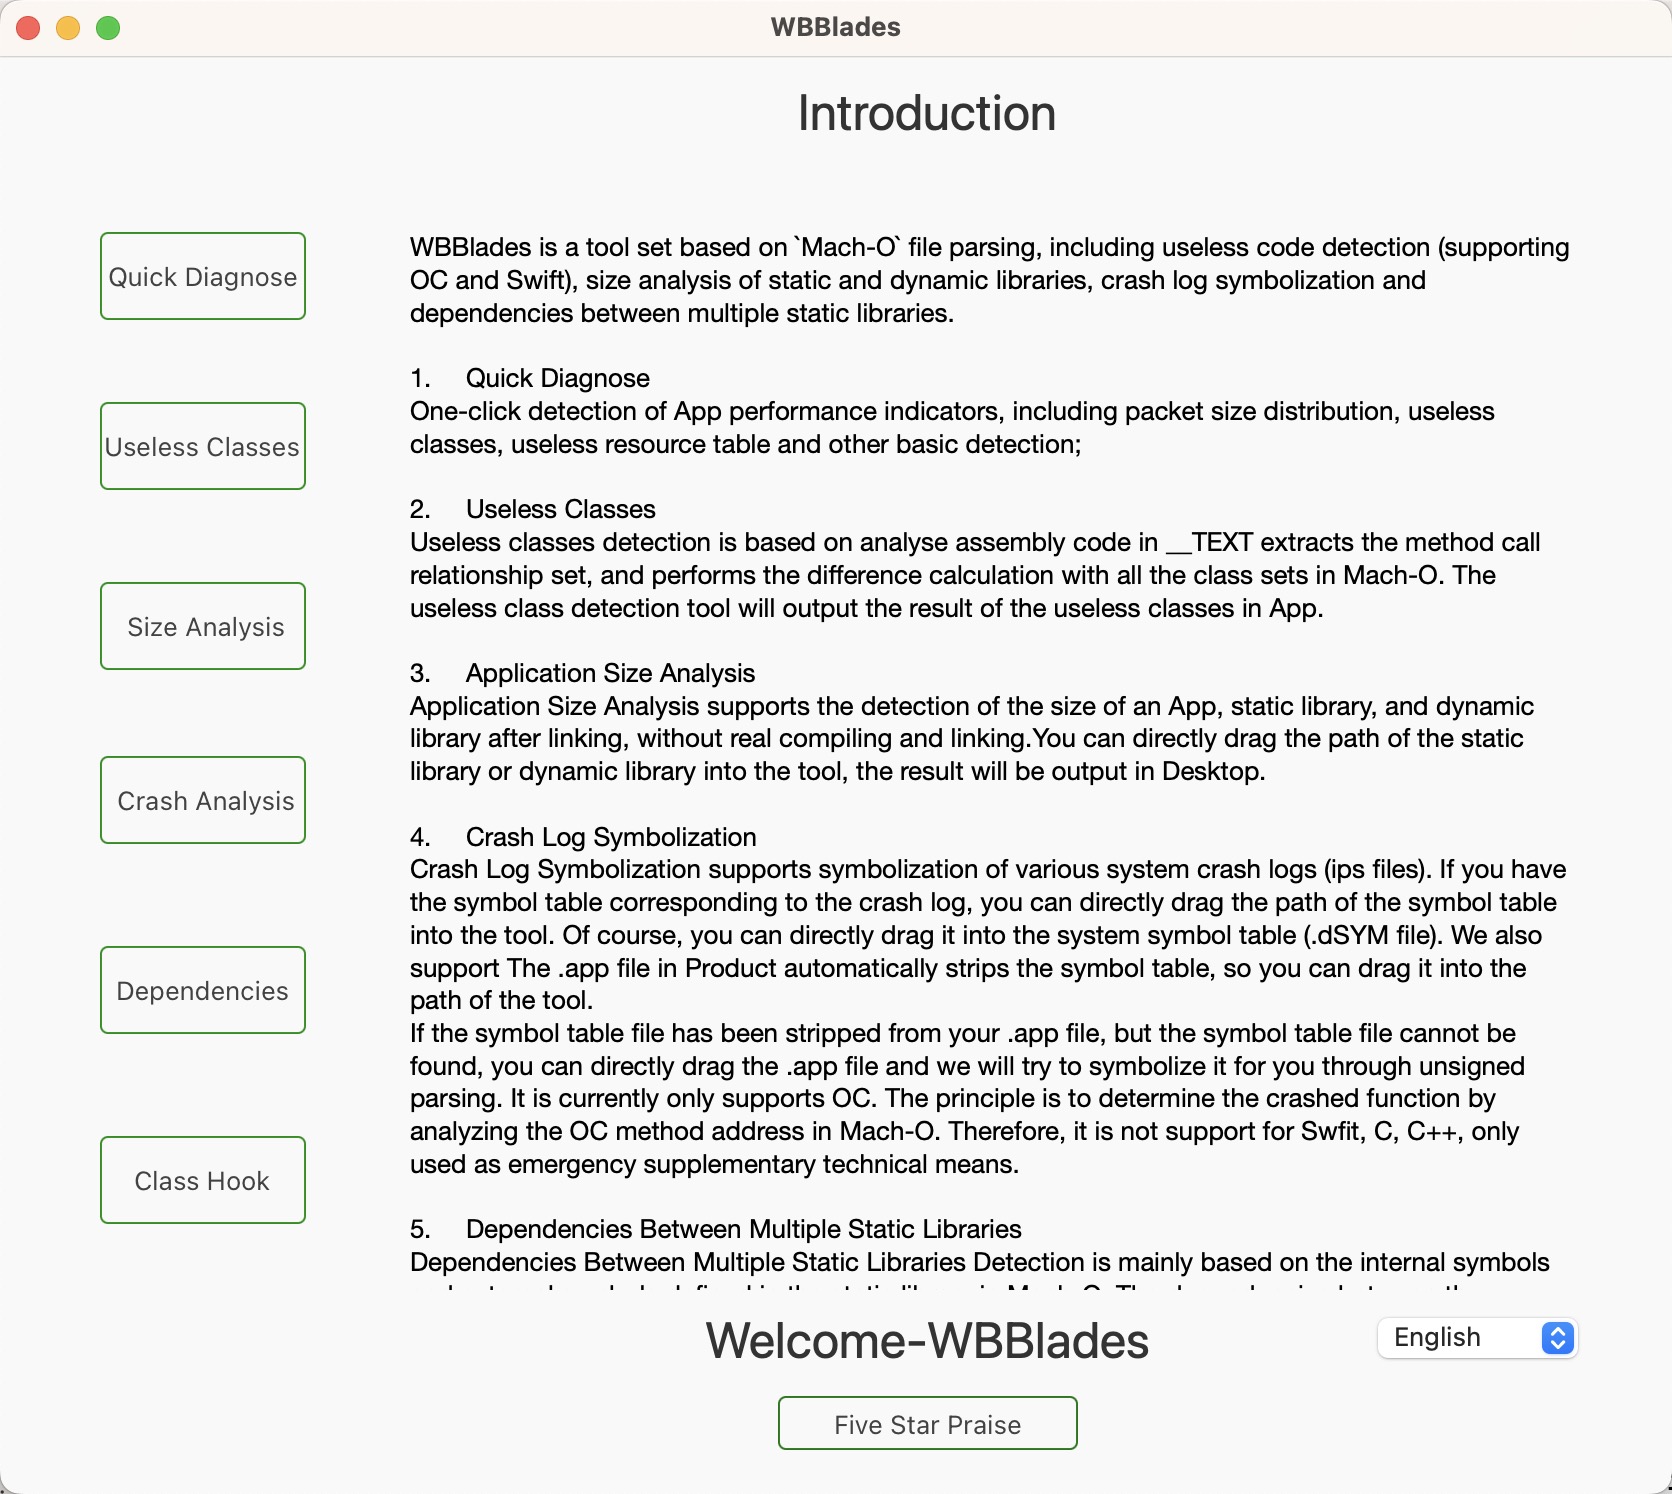 WBBlades
Introduction
Quick Diagnose
Useless Classes
Size Analysis
Crash Analysis
Dependencies
Class Hook
WBBlades is a tool set based on `Mach-O` file parsing, including useless code detection (supporting
OC and Swift), size analysis of static and dynamic libraries, crash log symbolization and
dependencies between multiple static libraries.
1. Quick Diagnose
One-click detection of App performance indicators, including packet size distribution, useless
classes, useless resource table and other basic detection;
2. Useless Classes
Useless classes detection is based on analyse assembly code in __TEXT extracts the method call
relationship set, and performs the difference calculation with all the class sets in Mach-O. The
useless class detection tool will output the result of the useless classes in App.
3. Application Size Analysis
Application Size Analysis supports the detection of the size of an App, static library, and dynamic
library after linking, without real compiling and linking.You can directly drag the path of the static
library or dynamic library into the tool, the result will be output in Desktop.
4. Crash Log Symbolization
Crash Log Symbolization supports symbolization of various system crash logs (ips files). If you have
the symbol table corresponding to the crash log, you can directly drag the path of the symbol table
into the tool. Of course, you can directly drag it into the system symbol table (.dSYM file). We also
support The .app file in Product automatically strips the symbol table, so you can drag it into the
path of the tool.
If the symbol table file has been stripped from your .app file, but the symbol table file cannot be
found, you can directly drag the .app file and we will try to symbolize it for you through unsigned
parsing. It is currently only supports OC. The principle is to determine the crashed function by
analyzing the OC method address in Mach-O. Therefore, it is not support for Swfit, C, C++, only
used as emergency supplementary technical means.
5. Dependencies Between Multiple Static Libraries
Dependencies Between Multiple Static Libraries Detection is mainly based on the internal symbols
Welcome-WBBlades
English
Five Star Praise